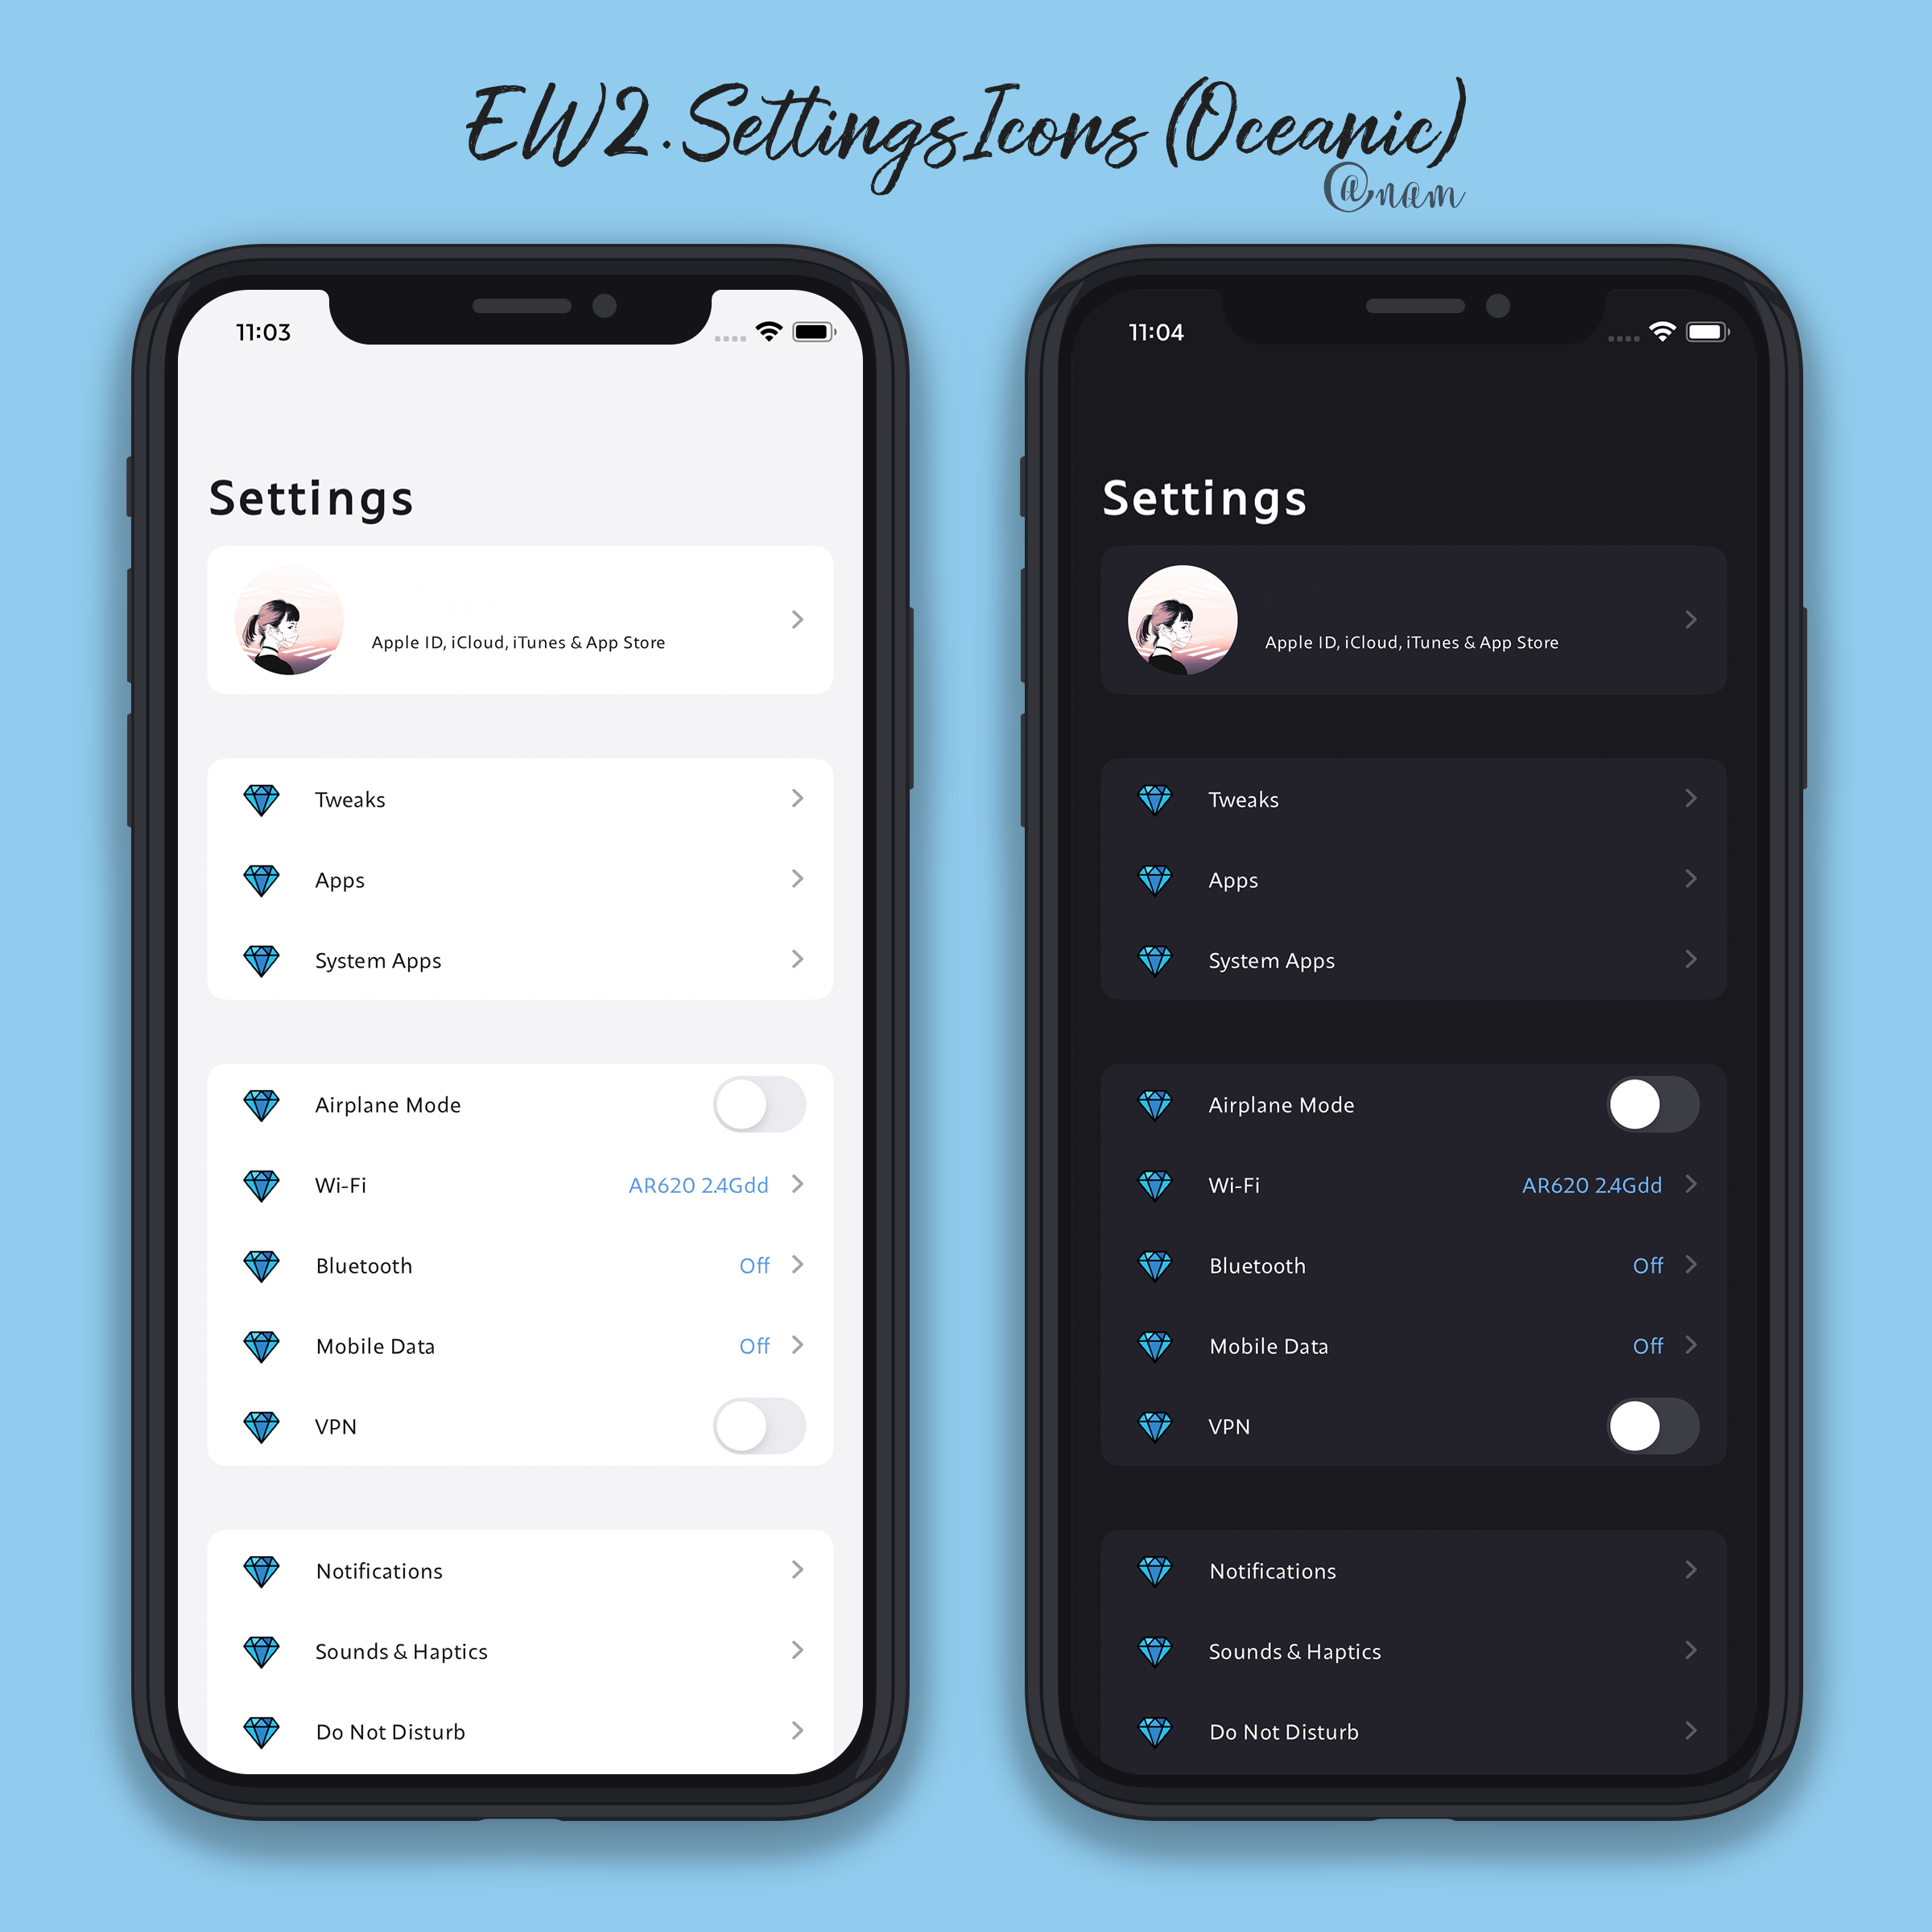 EW2.SettingsIcons (Oceanic)
@nam
11:03
Settings
Apple ID, iCloud, iTunes & App Store
Tweaks
Apps
System Apps
Airplane Mode
Wi-Fi AR620 2.4Gdd
Bluetooth Off
Mobile Data Off
VPN
Notifications
Sounds & Haptics
Do Not Disturb
11:04
Settings
Apple ID, iCloud, iTunes & App Store
Tweaks
Apps
System Apps
Airplane Mode
Wi-Fi AR620 2.4Gdd
Bluetooth Off
Mobile Data Off
VPN
Notifications
Sounds & Haptics
Do Not Disturb